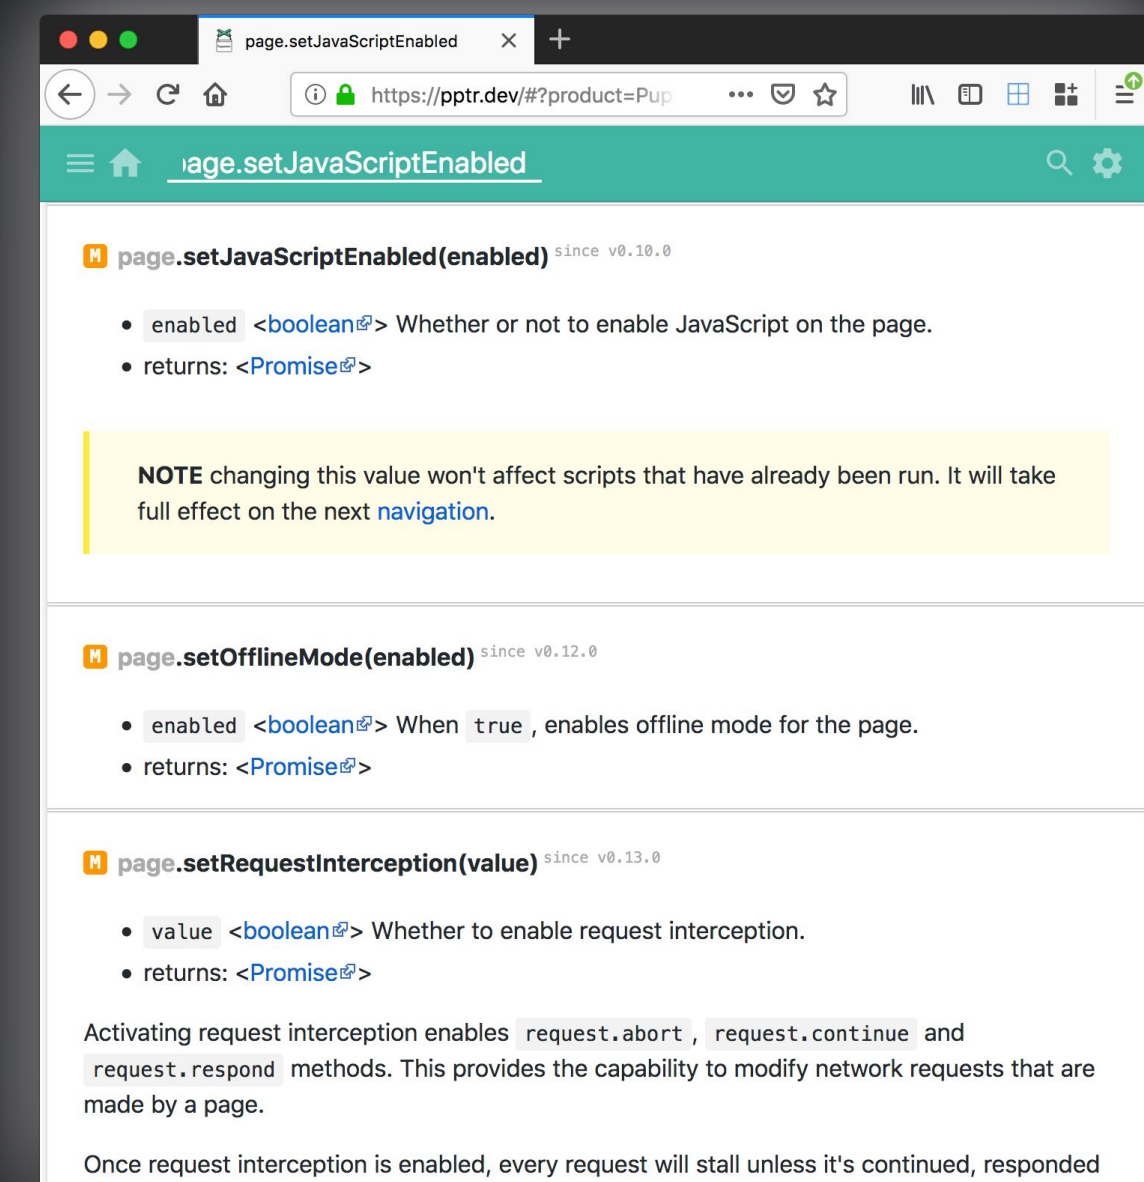 page.setJavaScriptEnabled
https://pptr.dev/#?product=Pup
page.setJavaScriptEnabled
M page.setJavaScriptEnabled(enabled) since v0.10.0
• enabled <boolean> Whether or not to enable JavaScript on the page.
• returns: <Promise>
NOTE changing this value won't affect scripts that have already been run. It will take
full effect on the next navigation.
M page.setOfflineMode(enabled) since v0.12.0
• enabled <boolean> When true, enables offline mode for the page.
• returns: <Promise>
M page.setRequestInterception(value) since v0.13.0
• value <boolean> Whether to enable request interception.
• returns: <Promise>
Activating request interception enables request.abort, request.continue and
request.respond methods. This provides the capability to modify network requests that are
made by a page.
Once request interception is enabled, every request will stall unless it's continued, responded